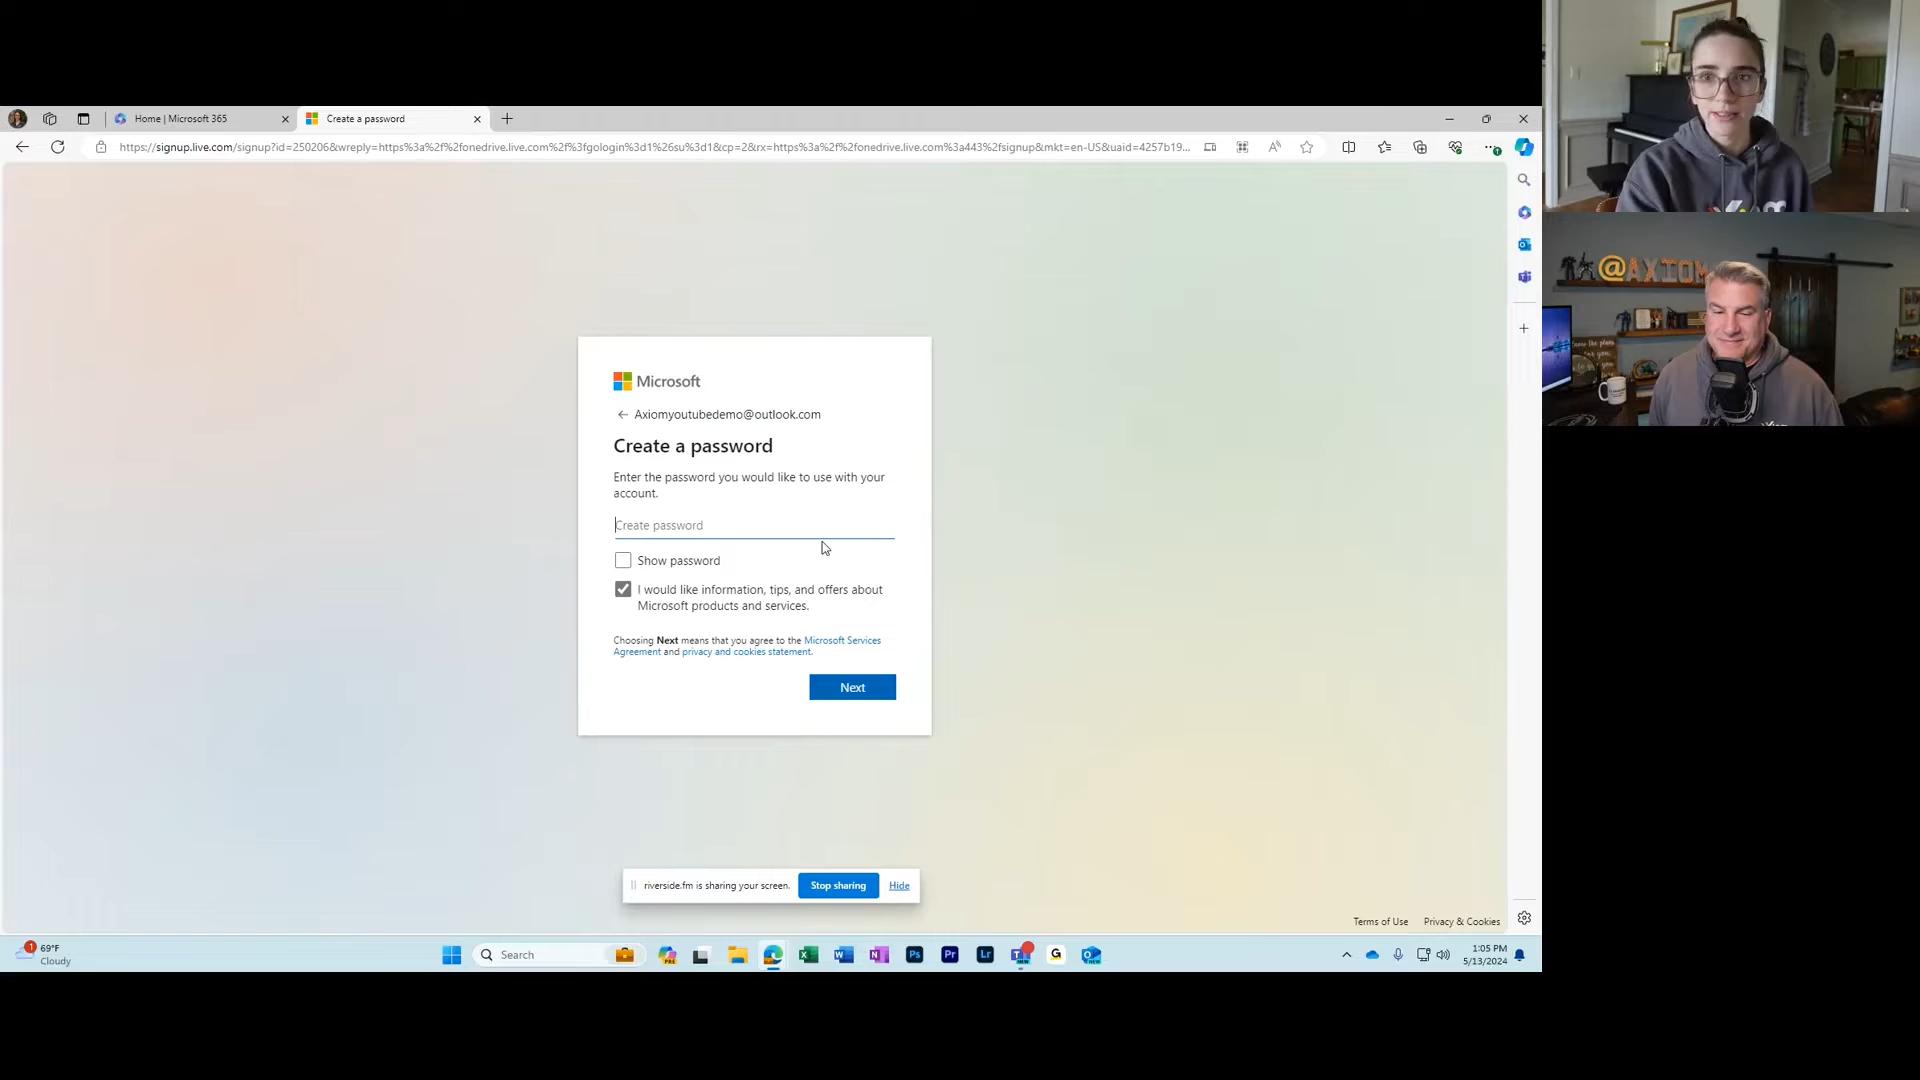 Home | Microsoft 365
Create a password
https://signup.live.com/signup?id=250206&wreply=https%3a%2f%2fonedrive.live.com%2f%3fgologin%3d1%26su%3d1&cp=2&rx=https%3a%2f%2fonedrive.live.com%3a443%2fsignup&mkt=en-US&uaid=4257b19...
@AXIOM
Microsoft
Axiomyoutubedemo@outlook.com
Create a password
Enter the password you would like to use with your
account.
Create password
Show password
I would like information, tips, and offers about
Microsoft products and services.
Choosing Next means that you agree to the Microsoft Services
Agreement and privacy and cookies statement.
Next
riverside.fm is sharing your screen.
Stop sharing
Hide
Terms of Use
Privacy & Cookies
1
69°F
Cloudy
Search
Ps
Pr
Lr
G
1:05 PM
5/13/2024